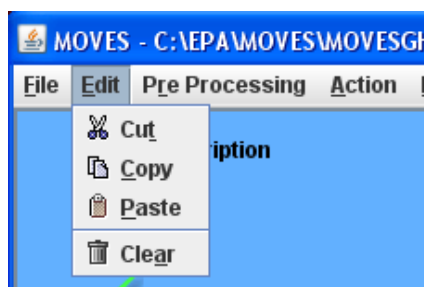 MOVES - C:\EPA\MOVES\MOVESGH
File Edit Pre Processing Action
Cut
ription
Copy
Paste
Clear